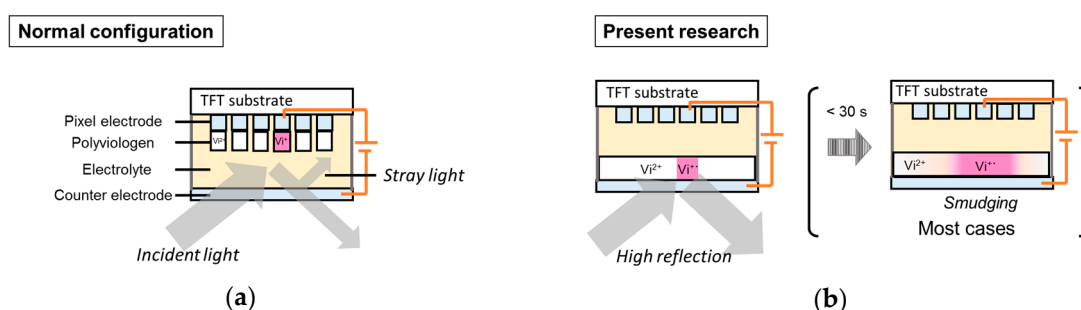 Normal configuration
TFT substrate
Pixel electrode
Polyviologen
Vi²⁺
Vi⁺
Electrolyte
Counter electrode
Stray light
Incident light
(a)
Present research
TFT substrate
Vi²⁺
Vi⁺·
High reflection
< 30 s
TFT substrate
Vi²⁺
Vi⁺·
Smudging
Most cases
(b)